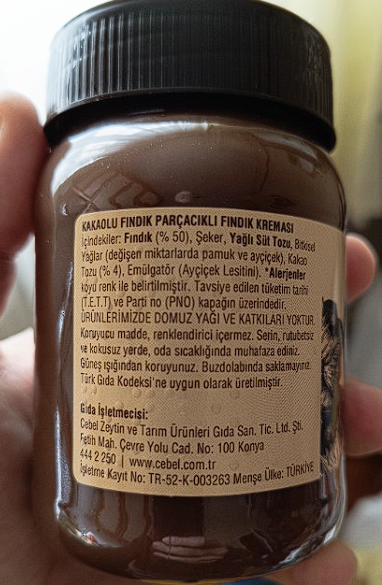 KAKAOLU FINDIK PARÇACIKLI FINDIK KREMASI
İçindekiler: Fındık (% 50), Şeker, Yağlı Süt Tozu, Bitkisel
Yağlar (değişen miktarlarda pamuk ve ayçiçek), Kakao
Tozu (% 4), Emülgatör (Ayçiçek Lesitini). *Alerjenler
koyu renk ile belirtilmiştir. Tavsiye edilen tüketim tarihi
(T.E.T.T) ve Parti no (PNO) kapağın üzerindedir.
ÜRÜNLERİMİZDE DOMUZ YAĞI VE KATKILARI YOKTUR.
Koruyucu madde, renklendirici içermez. Serin, rutubetsiz
ve kokusuz yerde, oda sıcaklığında muhafaza ediniz.
Güneş ışığından koruyunuz. Buzdolabında saklamayınız.
Türk Gıda Kodeksi'ne uygun olarak üretilmiştir.
Gıda İşletmecisi:
Cebel Zeytin ve Tarım Ürünleri Gıda San. Tic. Ltd. Şti.
Fetih Mah. Çevre Yolu Cad. No: 100 Konya
444 2 250 | www.cebel.com.tr
İşletme Kayıt No: TR-52-K-003263 Menşe Ülke: TÜRKİYE